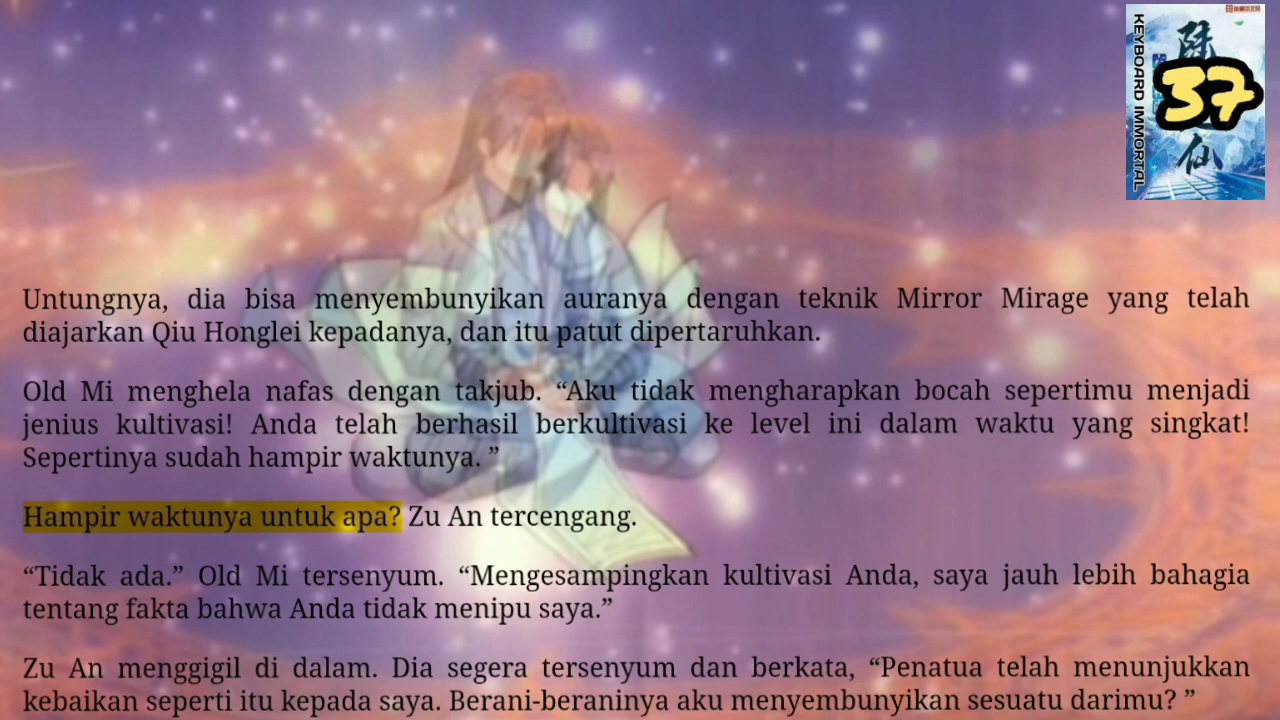 KEYBOARD IMMORTAL
37
仙
Untungnya, dia bisa menyembunyikan auranya dengan teknik Mirror Mirage yang telah
diajarkan Qiu Honglei kepadanya, dan itu patut dipertaruhkan.
Old Mi menghela nafas dengan takjub. “Aku tidak mengharapkan bocah sepertimu menjadi
jenius kultivasi! Anda telah berhasil berkultivasi ke level ini dalam waktu yang singkat!
Sepertinya sudah hampir waktunya. ”
Hampir waktunya untuk apa? Zu An tercengang.
“Tidak ada.” Old Mi tersenyum. “Mengesampingkan kultivasi Anda, saya jauh lebih bahagia
tentang fakta bahwa Anda tidak menipu saya.”
Zu An menggigil di dalam. Dia segera tersenyum dan berkata, “Penatua telah menunjukkan
kebaikan seperti itu kepada saya. Berani-beraninya aku menyembunyikan sesuatu darimu? ”